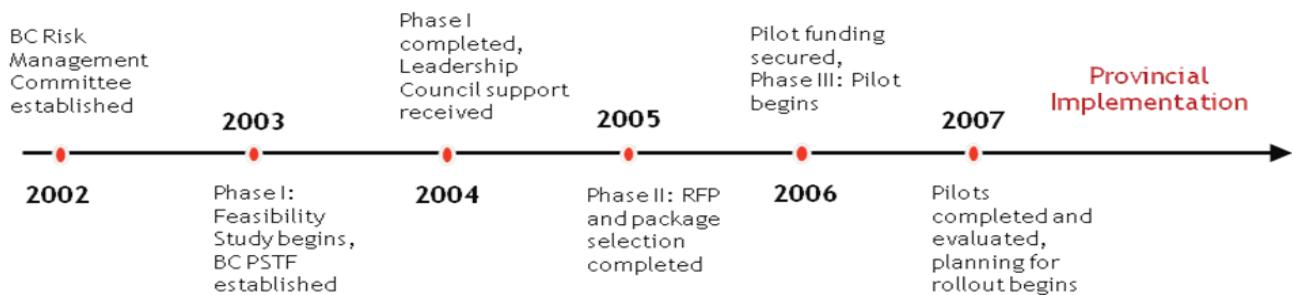 BC Risk
Management
Committee
established
2002
2003
Phase I:
Feasibility
Study begins,
BC PSTF
established
Phase I
completed,
Leadership
Council support
received
2004
2005
Phase II: RFP
and package
selection
completed
Pilot funding
secured,
Phase III: Pilot
begins
2006
2007
Pilots
completed and
evaluated,
planning for
rollout begins
Provincial
Implementation